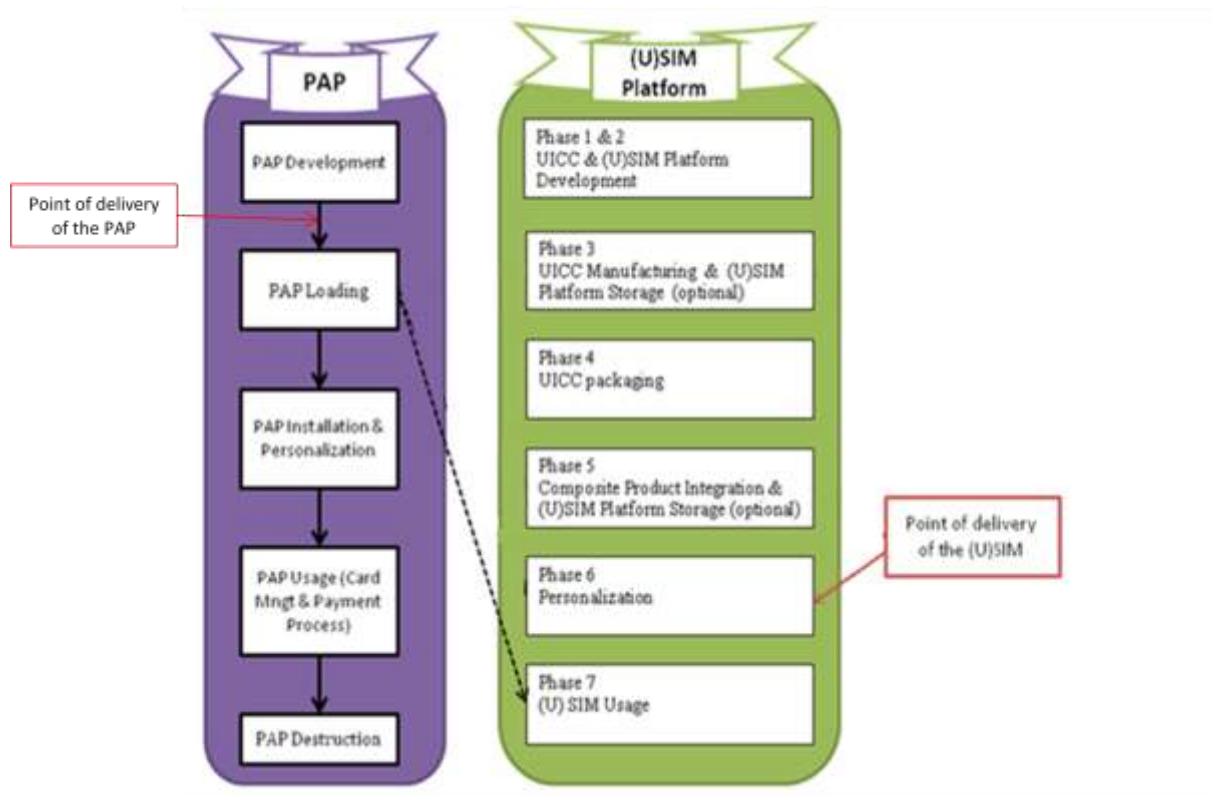 PAP
PAP Development
Point of delivery
of the PAP
PAP Loading
PAP Installation &
Personalization
PAP Usage (Card
Mngt & Payment
Process)
PAP Destruction
(U)SIM
Platform
Phase 1 & 2
UICC & (U)SIM Platform
Development
Phase 3
UICC Manufacturing & (U)SIM
Platform Storage (optional)
Phase 4
UICC packaging
Phase 5
Composite Product Integration &
(U)SIM Platform Storage (optional)
Phase 6
Personalization
Point of delivery
of the (U)SIM
Phase 7
(U) SIM Usage